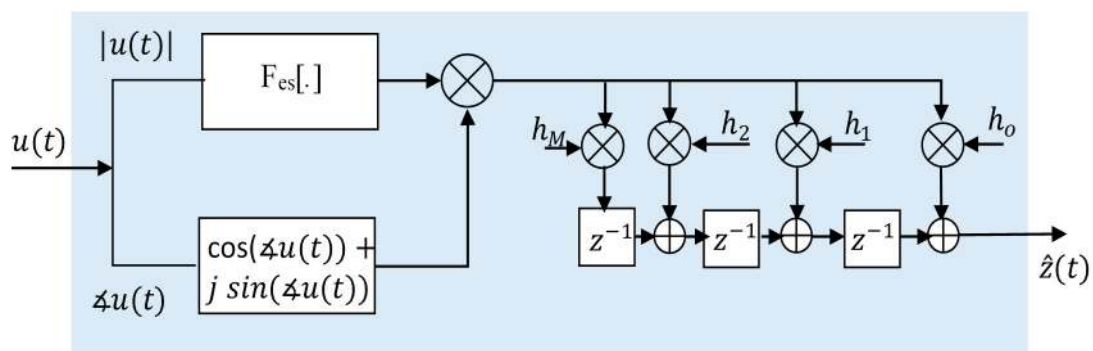 |u(t)|
F_es[.]
u(t)
h_M
h_2
h_1
h_o
cos(∡u(t)) +
j sin(∡u(t))
z⁻¹
z⁻¹
z⁻¹
∡u(t)
ẑ(t)